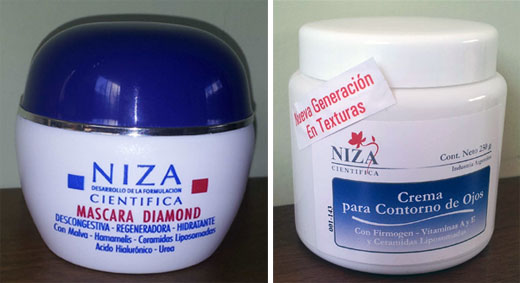 NIZA
DESARROLLO DE LA FORMULACION
CIENTIFICA
MASCARA DIAMOND
DESCONGESTIVA - REGENERADORA - HIDRATANTE
Con Malva - Hamamelis - Ceramidas Liposomadas
Acido Hialurónico - Urea
Nueva Generación
En Texturas
NIZA
CIENTIFICA
Cont. Neto 250 g
Industria Argentina
Crema
para Contorno de Ojos
Con Firmogen - Vitaminas A y E
y Ceramidas Liposomadas
001-143